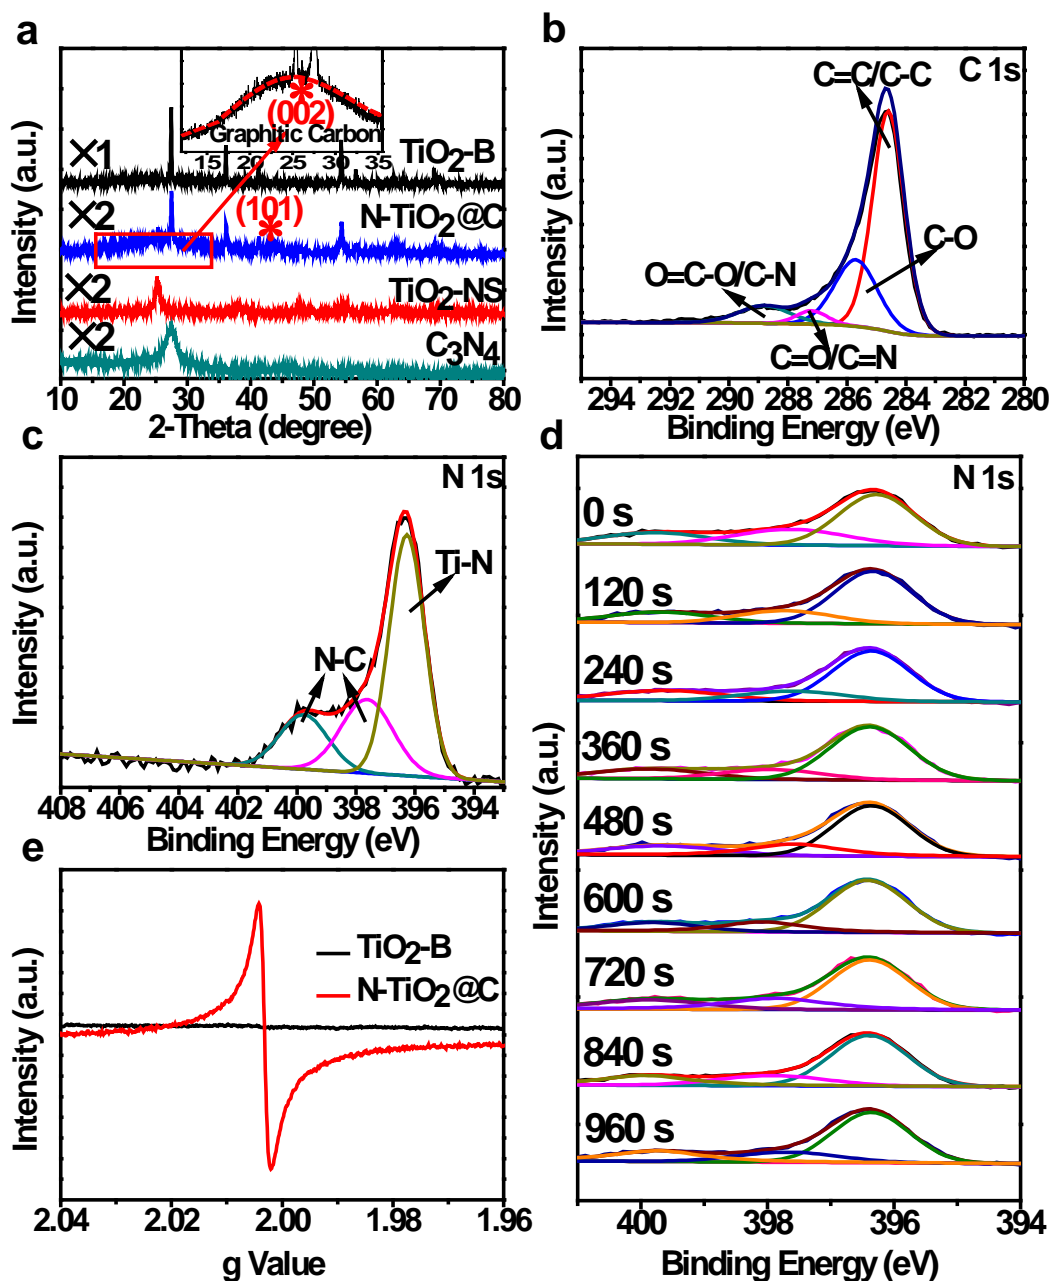 a
Intensity (a.u.)
(002)
Graphitic Carbon
15 20 25 30 35
×1 TiO2-B
×2 (101) N-TiO2@C
×2 TiO2-NS
×2 C3N4
10 20 30 40 50 60 70 80
2-Theta (degree)
b
Intensity (a.u.)
C=C/C-C
C 1s
C-O
O=C-O/C-N
C=O/C=N
294 292 290 288 286 284 282 280
Binding Energy (eV)
c
Intensity (a.u.)
N 1s
Ti-N
N-C
408 406 404 402 400 398 396 394
Binding Energy (eV)
d
Intensity (a.u.)
N 1s
0 s
120 s
240 s
360 s
480 s
600 s
720 s
840 s
960 s
400 398 396 394
Binding Energy (eV)
e
Intensity (a.u.)
TiO2-B
N-TiO2@C
2.04 2.02 2.00 1.98 1.96
g Value